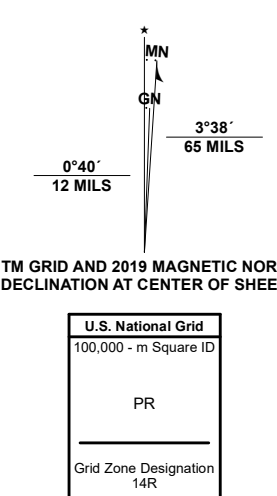 ★
MN
GN
3°38´
65 MILS
0°40´
12 MILS
TM GRID AND 2019 MAGNETIC NOR
DECLINATION AT CENTER OF SHEE
U.S. National Grid
100,000 - m Square ID
PR
Grid Zone Designation
14R